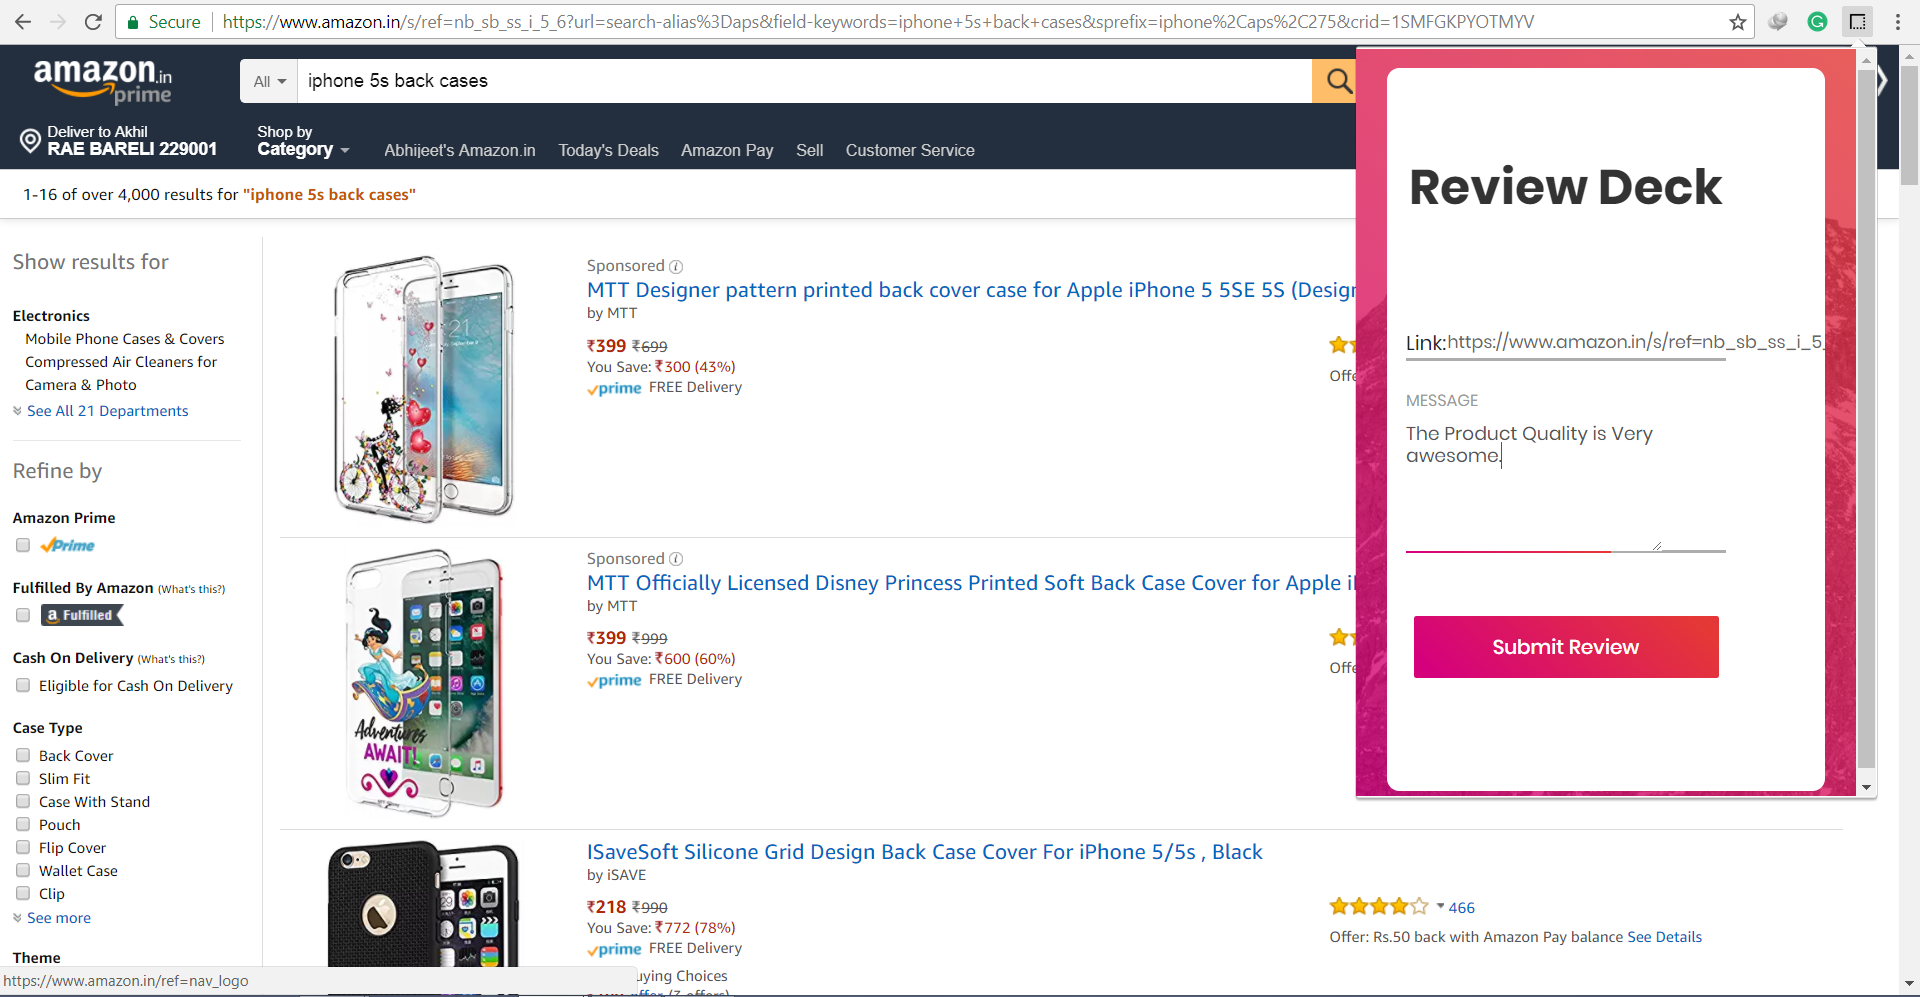 Secure
https://www.amazon.in/s/ref=nb_sb_ss_i_5_6?url=search-alias%3Daps&field-keywords=iphone+5s+back+cases&sprefix=iphone%2Caps%2C275&crid=1SMFGKPYOTMYV
amazon.in
prime
All
iphone 5s back cases
Deliver to Akhil
RAE BARELI 229001
Shop by
Category
Abhijeet's Amazon.in
Today's Deals
Amazon Pay
Sell
Customer Service
1-16 of over 4,000 results for "iphone 5s back cases"
Show results for
Electronics
Mobile Phone Cases & Covers
Compressed Air Cleaners for
Camera & Photo
See All 21 Departments
Refine by
Amazon Prime
Prime
Fulfilled By Amazon (What's this?)
a Fulfilled
Cash On Delivery (What's this?)
Eligible for Cash On Delivery
Case Type
Back Cover
Slim Fit
Case With Stand
Pouch
Flip Cover
Wallet Case
Clip
See more
Theme
https://www.amazon.in/ref=nav_logo
Sponsored
MTT Designer pattern printed back cover case for Apple iPhone 5 5SE 5S (Design
by MTT
₹399 ₹699
You Save: ₹300 (43%)
prime FREE Delivery
Offe
Sponsored
MTT Officially Licensed Disney Princess Printed Soft Back Case Cover for Apple i
by MTT
₹399 ₹999
You Save: ₹600 (60%)
prime FREE Delivery
Offe
Adventures
AWAIT!
ISaveSoft Silicone Grid Design Back Case Cover For iPhone 5/5s , Black
by iSAVE
₹218 ₹990
You Save: ₹772 (78%)
prime FREE Delivery
uying Choices
offer (3 offers)
466
Offer: Rs.50 back with Amazon Pay balance See Details
Review Deck
Link:https://www.amazon.in/s/ref=nb_sb_ss_i_5_
MESSAGE
The Product Quality is Very
awesome.
Submit Review